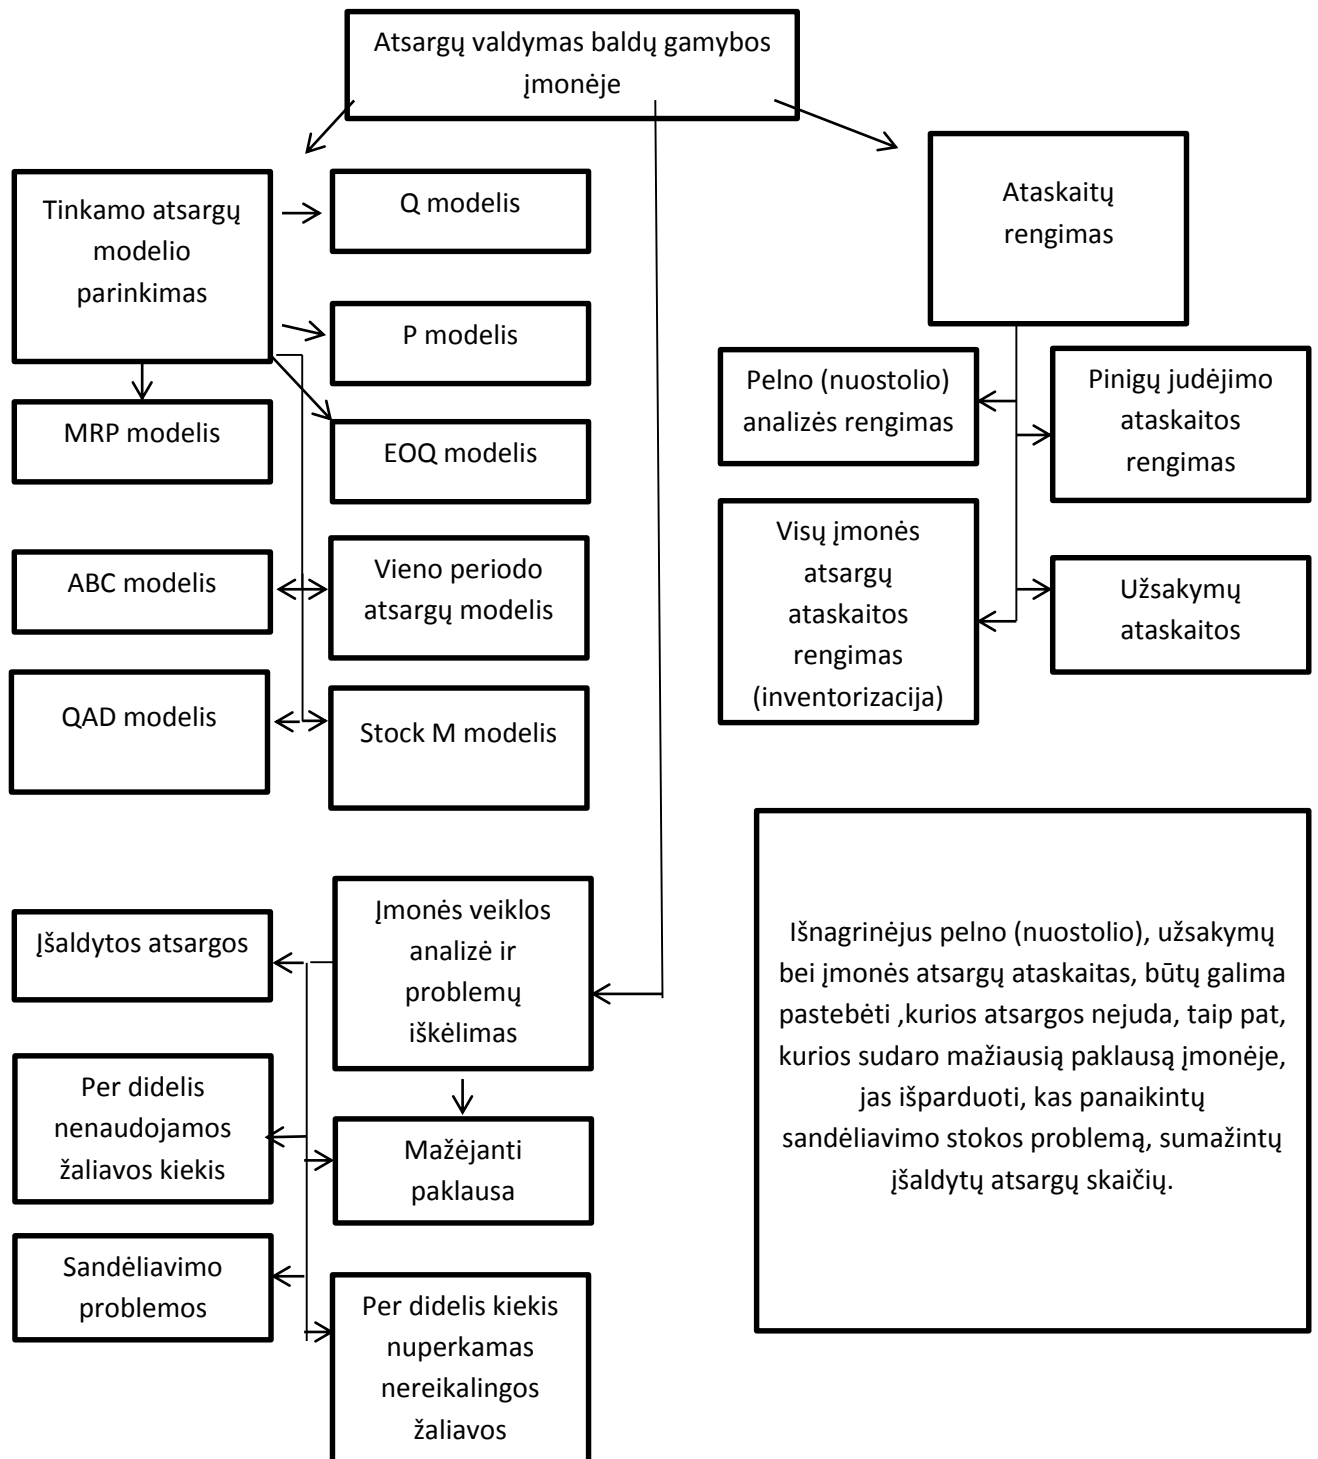 Atsargų valdymas baldų gamybos
įmonėje
Tinkamo atsargų
modelio
parinkimas
Q modelis
P modelis
MRP modelis
EOQ modelis
ABC modelis
Vieno periodo
atsargų modelis
QAD modelis
Stock M modelis
Ataskaitų
rengimas
Pelno (nuostolio)
analizės rengimas
Pinigų judėjimo
ataskaitos
rengimas
Visų įmonės
atsargų
ataskaitos
rengimas
(inventorizacija)
Užsakymų
ataskaitos
Įmonės veiklos
analizė ir
problemų
iškėlimas
Įšaldytos atsargos
Per didelis
nenaudojamos
žaliavos kiekis
Mažėjanti
paklausa
Sandėliavimo
problemos
Per didelis kiekis
nuperkamas
nereikalingos
žaliavos
Išnagrinėjus pelno (nuostolio), užsakymų
bei įmonės atsargų ataskaitas, būtų galima
pastebėti ,kurios atsargos nejuda, taip pat,
kurios sudaro mažiausią paklausą įmonėje,
jas išparduoti, kas panaikintų
sandėliavimo stokos problemą, sumažintų
įšaldytų atsargų skaičių.